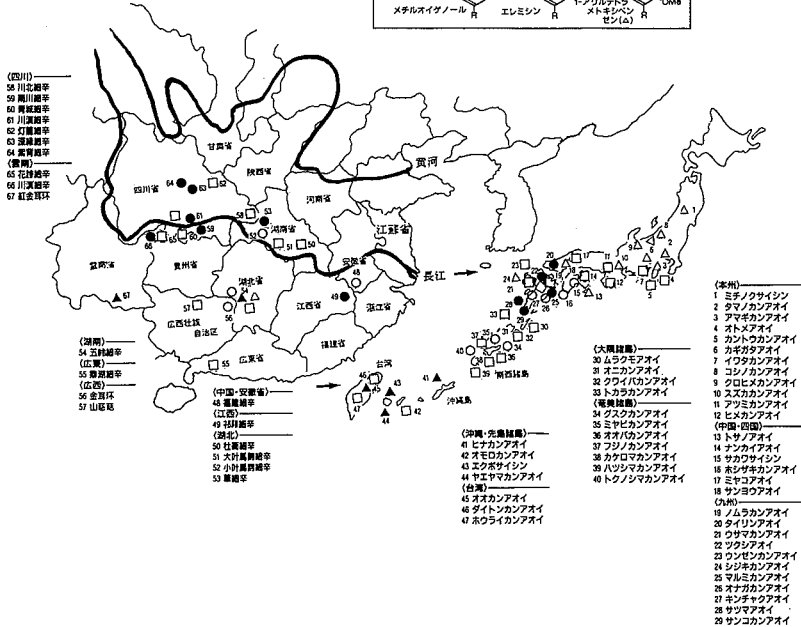 メチルオイゲノール
R
エレミシン
R
1-アリルテトラ
メトキシベン
ゼン(△)
R
OMe
(四川)
58 川北細辛
59 南川細辛
60 青城細辛
61 川滇細辛
62 灯籠細辛
63 深緑細辛
64 紫背細辛
(雲南)
65 花臉細辛
66 川滇細辛
67 紅金耳环
甘粛省
陝西省
四川省
河南省
黄河
江蘇省
湖南省
安徽省
長江
雲南省
貴州省
湖北省
江西省
浙江省
広西壮族
自治区
福建省
広東省
台湾
沖縄島
南西諸島
(湖南)
54 五嶺細辛
(広東)
(広西)
56 金耳环
57 山菇菇
(中国・安徽省)
48 福建細辛
(江西)
49 祁阳細辛
(湖北)
50 杜衡細辛
51 大叶馬蹄細辛
52 小叶馬蹄細辛
53 単細辛
(沖縄・先島諸島)
41 ヒナカンアオイ
42 オモロカンアオイ
43 エクボサイシン
44 ヤエヤマカンアオイ
(台湾)
45 オオカンアオイ
46 ダイトンカンアオイ
47 ホウライカンアオイ
(大隅諸島)
30 ムラクモアオイ
31 オニカンアオイ
32 クワイバカンアオイ
33 トカラカンアオイ
(奄美諸島)
34 グスクカンアオイ
35 ミヤビカンアオイ
36 オオバカンアオイ
37 フジノカンアオイ
38 カケロマカンアオイ
39 ハツシマカンアオイ
40 トクノシマカンアオイ
(本州)
1 ミチノクサイシン
2 タマノカンアオイ
3 アマギカンアオイ
4 オトメアオイ
5 カントウカンアオイ
6 カギガタアオイ
7 イワタカンアオイ
8 コシノカンアオイ
9 クロヒメカンアオイ
10 スズカカンアオイ
11 アツミカンアオイ
12 ヒメカンアオイ
(中国・四国)
13 トサノアオイ
14 ナンカイアオイ
15 サカワサイシン
16 ホシザキカンアオイ
17 ミヤコアオイ
18 サンヨウアオイ
(九州)
19 ノムラカンアオイ
20 タイリンアオイ
21 ウサマカンアオイ
22 ツクシアオイ
23 ウンゼンカンアオイ
24 シジキカンアオイ
25 マルミカンアオイ
26 オナガカンアオイ
27 キンチャクアオイ
28 サツマアオイ
29 サンコカンアオイ